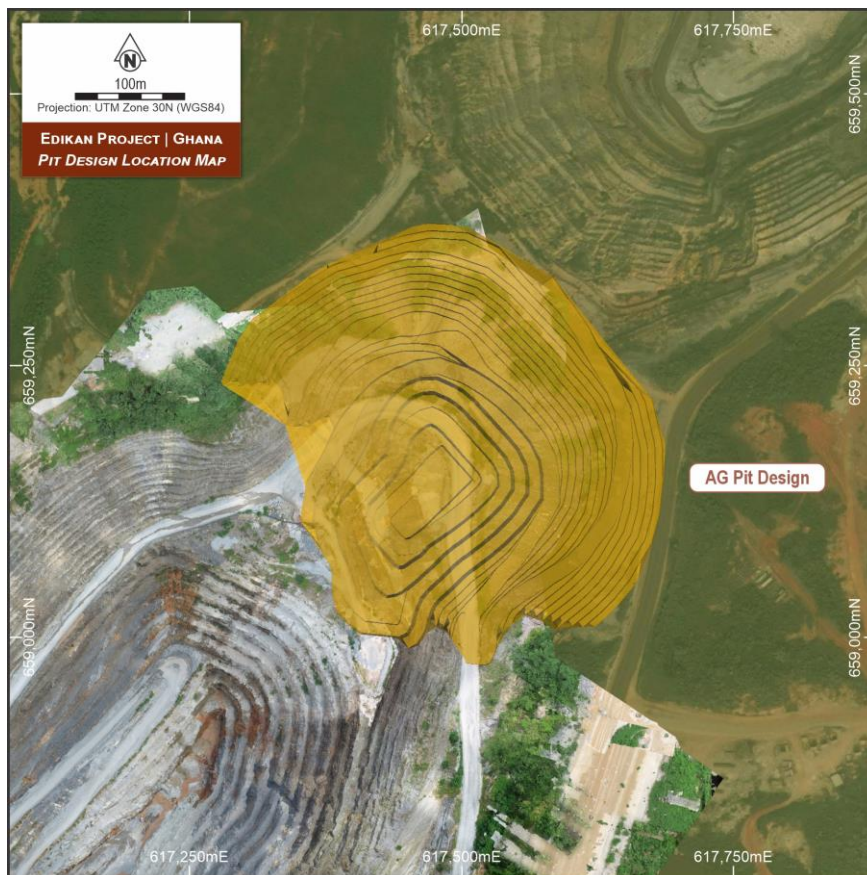 617,500mE
617,750mE
N
100m
Projection: UTM Zone 30N (WGS84)
EDIKAN PROJECT | GHANA
PIT DESIGN LOCATION MAP
659,500mN
659,250mN
659,250mN
AG Pit Design
659,000mN
659,000mN
617,250mE
617,500mE
617,750mE